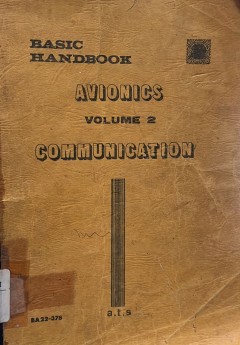 BASIC
HANDBOOK
AVIONICS
VOLUME 2
COMMUNICATION
a.t.s